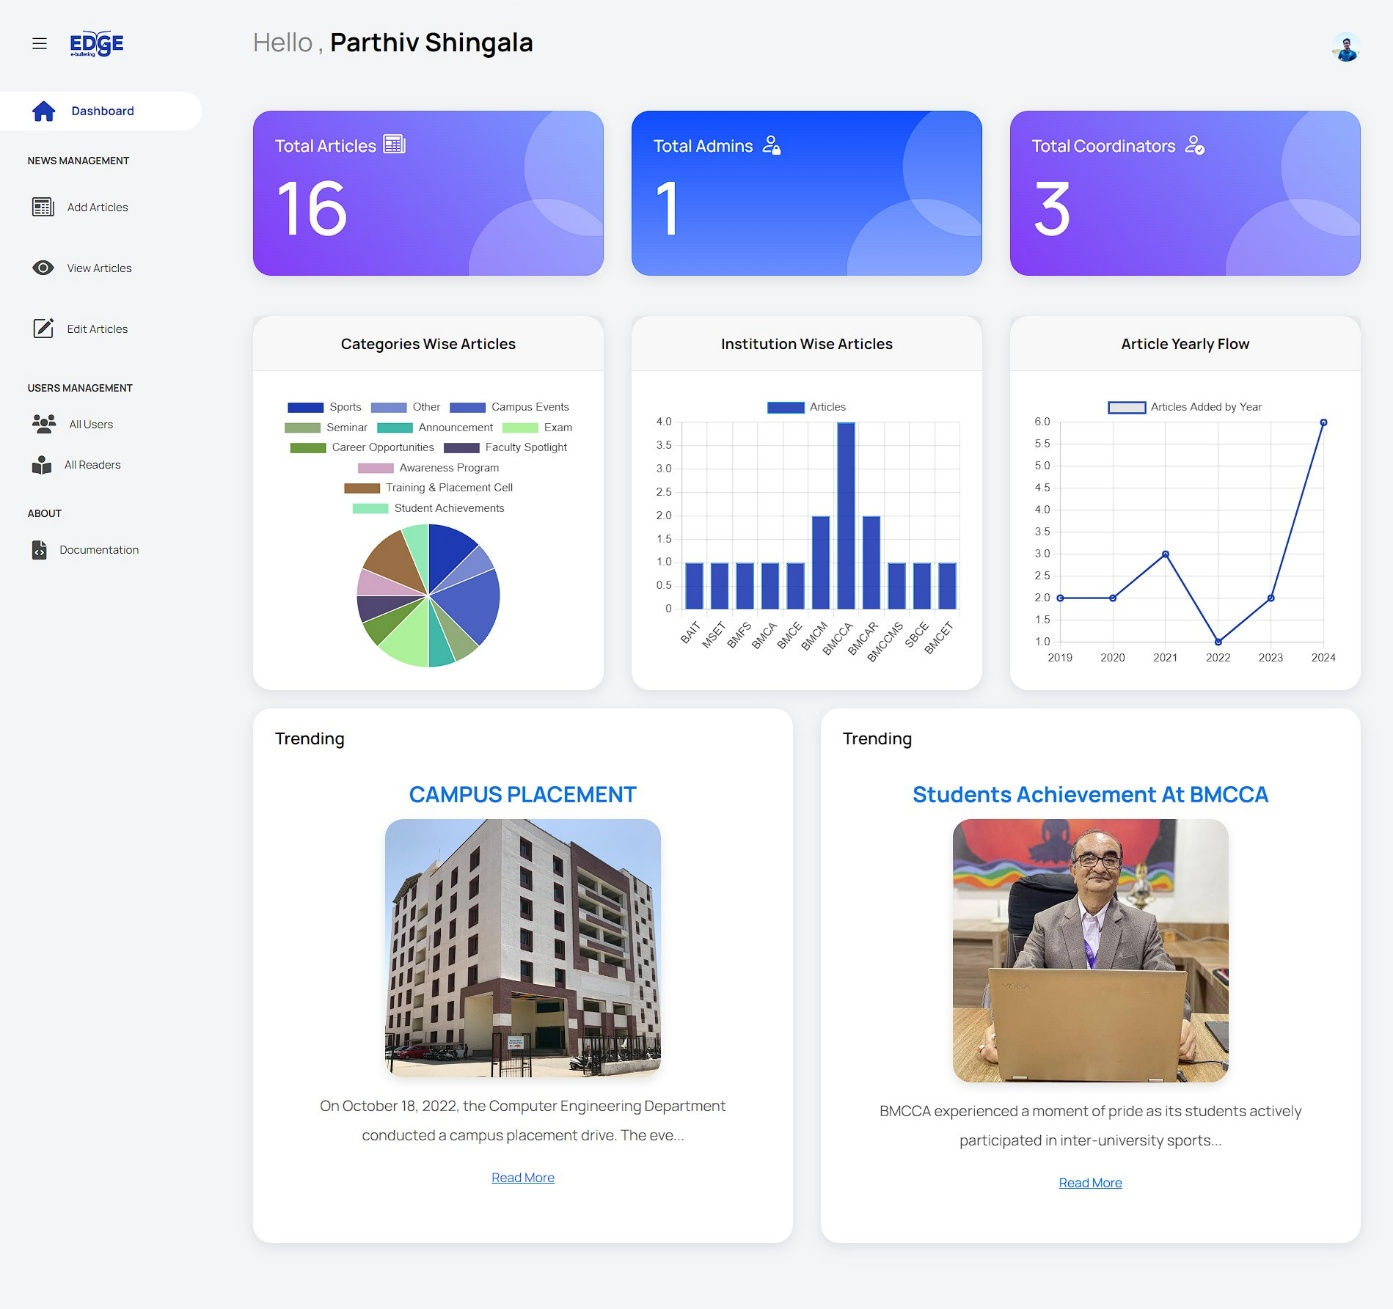 EDGE
e-bulleting
Hello , Parthiv Shingala
Dashboard
NEWS MANAGEMENT
Add Articles
View Articles
Edit Articles
USERS MANAGEMENT
All Users
All Readers
ABOUT
Documentation
Total Articles
16
Total Admins
1
Total Coordinators
3
Categories Wise Articles
Sports Other Campus Events
Seminar Announcement Exam
Career Opportunities Faculty Spotlight
Awareness Program
Training & Placement Cell
Student Achievements
Institution Wise Articles
Articles
4.0
3.5
3.0
2.5
2.0
1.5
1.0
0.5
0
BAIT MSET BMFS BMCA BMCE BMCM BMCCA BMCAR BMCCMS SBCE BMCET
Article Yearly Flow
Articles Added by Year
6.0
5.5
5.0
4.5
4.0
3.5
3.0
2.5
2.0
1.5
1.0
2019 2020 2021 2022 2023 2024
Trending
CAMPUS PLACEMENT
On October 18, 2022, the Computer Engineering Department
conducted a campus placement drive. The eve...
Read More
Trending
Students Achievement At BMCCA
YOGA
BMCCA experienced a moment of pride as its students actively
participated in inter-university sports...
Read More